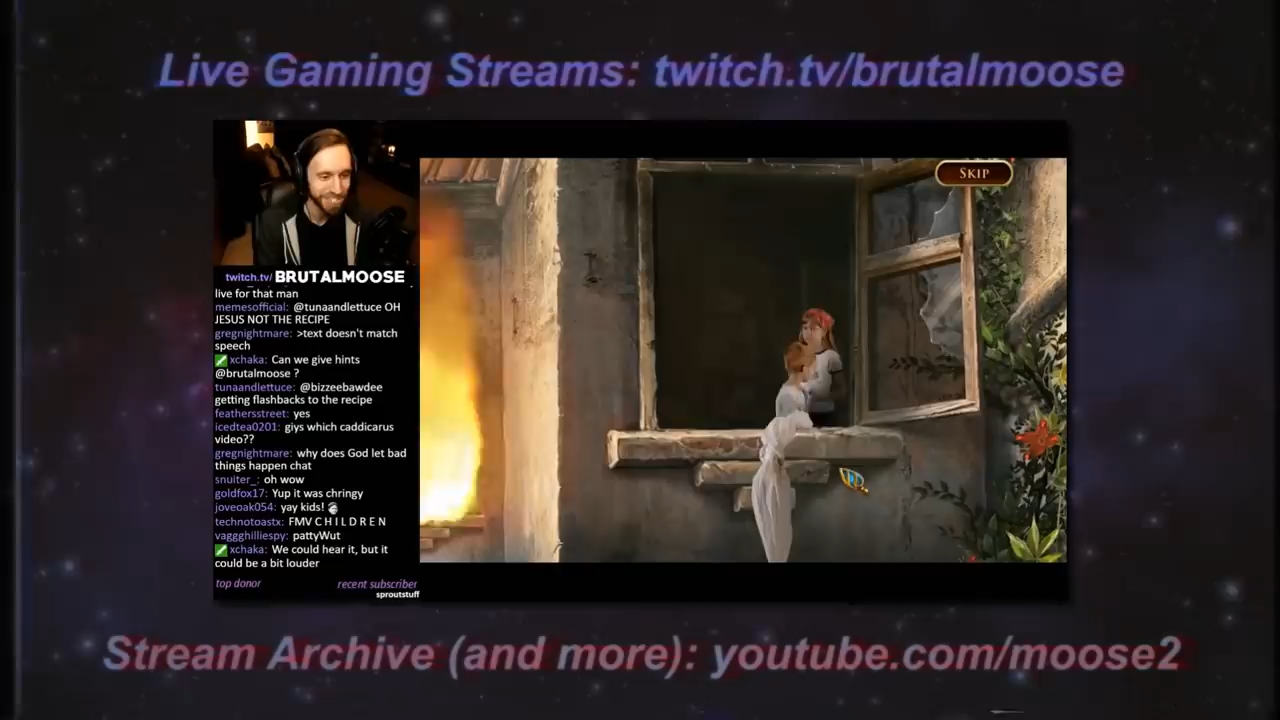 Live Gaming Streams: twitch.tv/brutalmoose
SKIP
twitch.tv/ BRUTALMOOSE
live for that man
memesofficial: @tunaandlettuce OH
JESUS NOT THE RECIPE
gregnightmare: >text doesn't match
speech
xchaka: Can we give hints
@brutalmoose ?
tunaandlettuce: @bizzeebawdee
getting flashbacks to the recipe
feathersstreet: yes
icedtea0201: giys which caddicarus
video??
gregnightmare: why does God let bad
things happen chat
snuiter_: oh wow
goldfox17: Yup it was chringy
joveoak054: yay kids!
technotoastx: FMV C H I L D R E N
vaggghilliespy: pattyWut
xchaka: We could hear it, but it
could be a bit louder
top donor
recent subscriber
sproutstuff
Stream Archive (and more): youtube.com/moose2